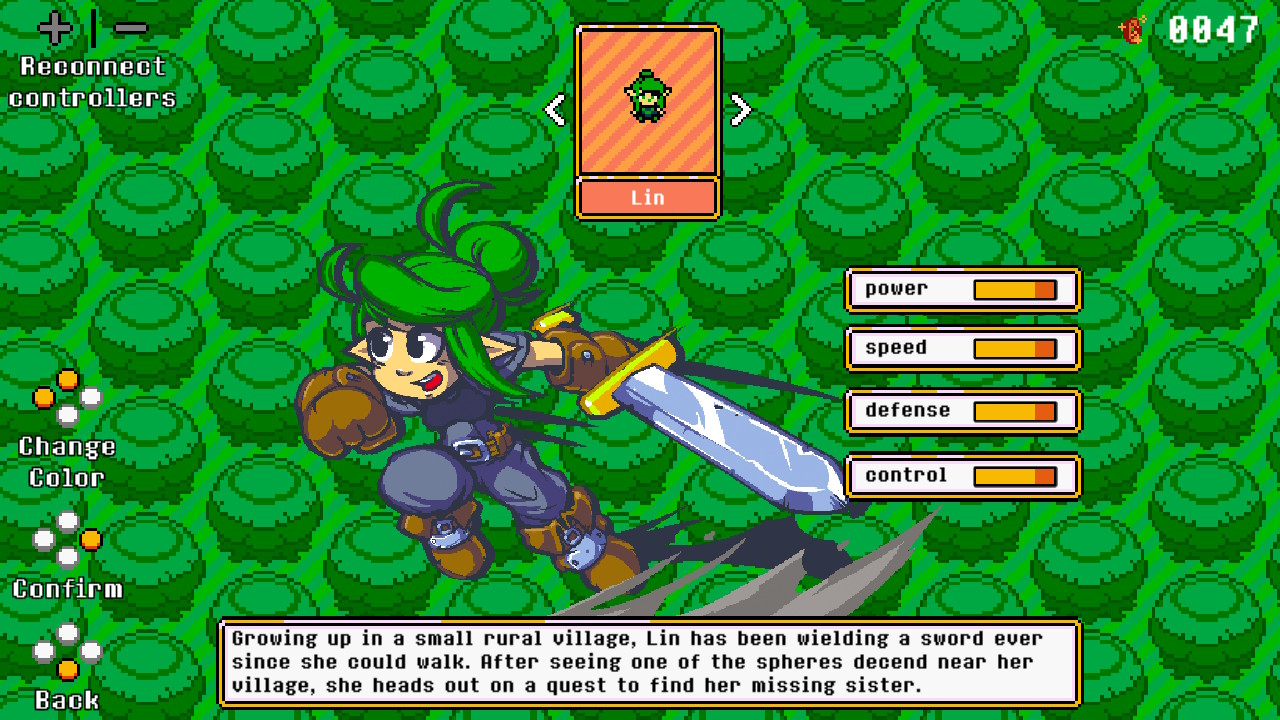 Reconnect
controllers
0047
Lin
power
speed
defense
control
Change
Color
Confirm
Back
Growing up in a small rural village, Lin has been wielding a sword ever
since she could walk. After seeing one of the spheres decend near her
village, she heads out on a quest to find her missing sister.